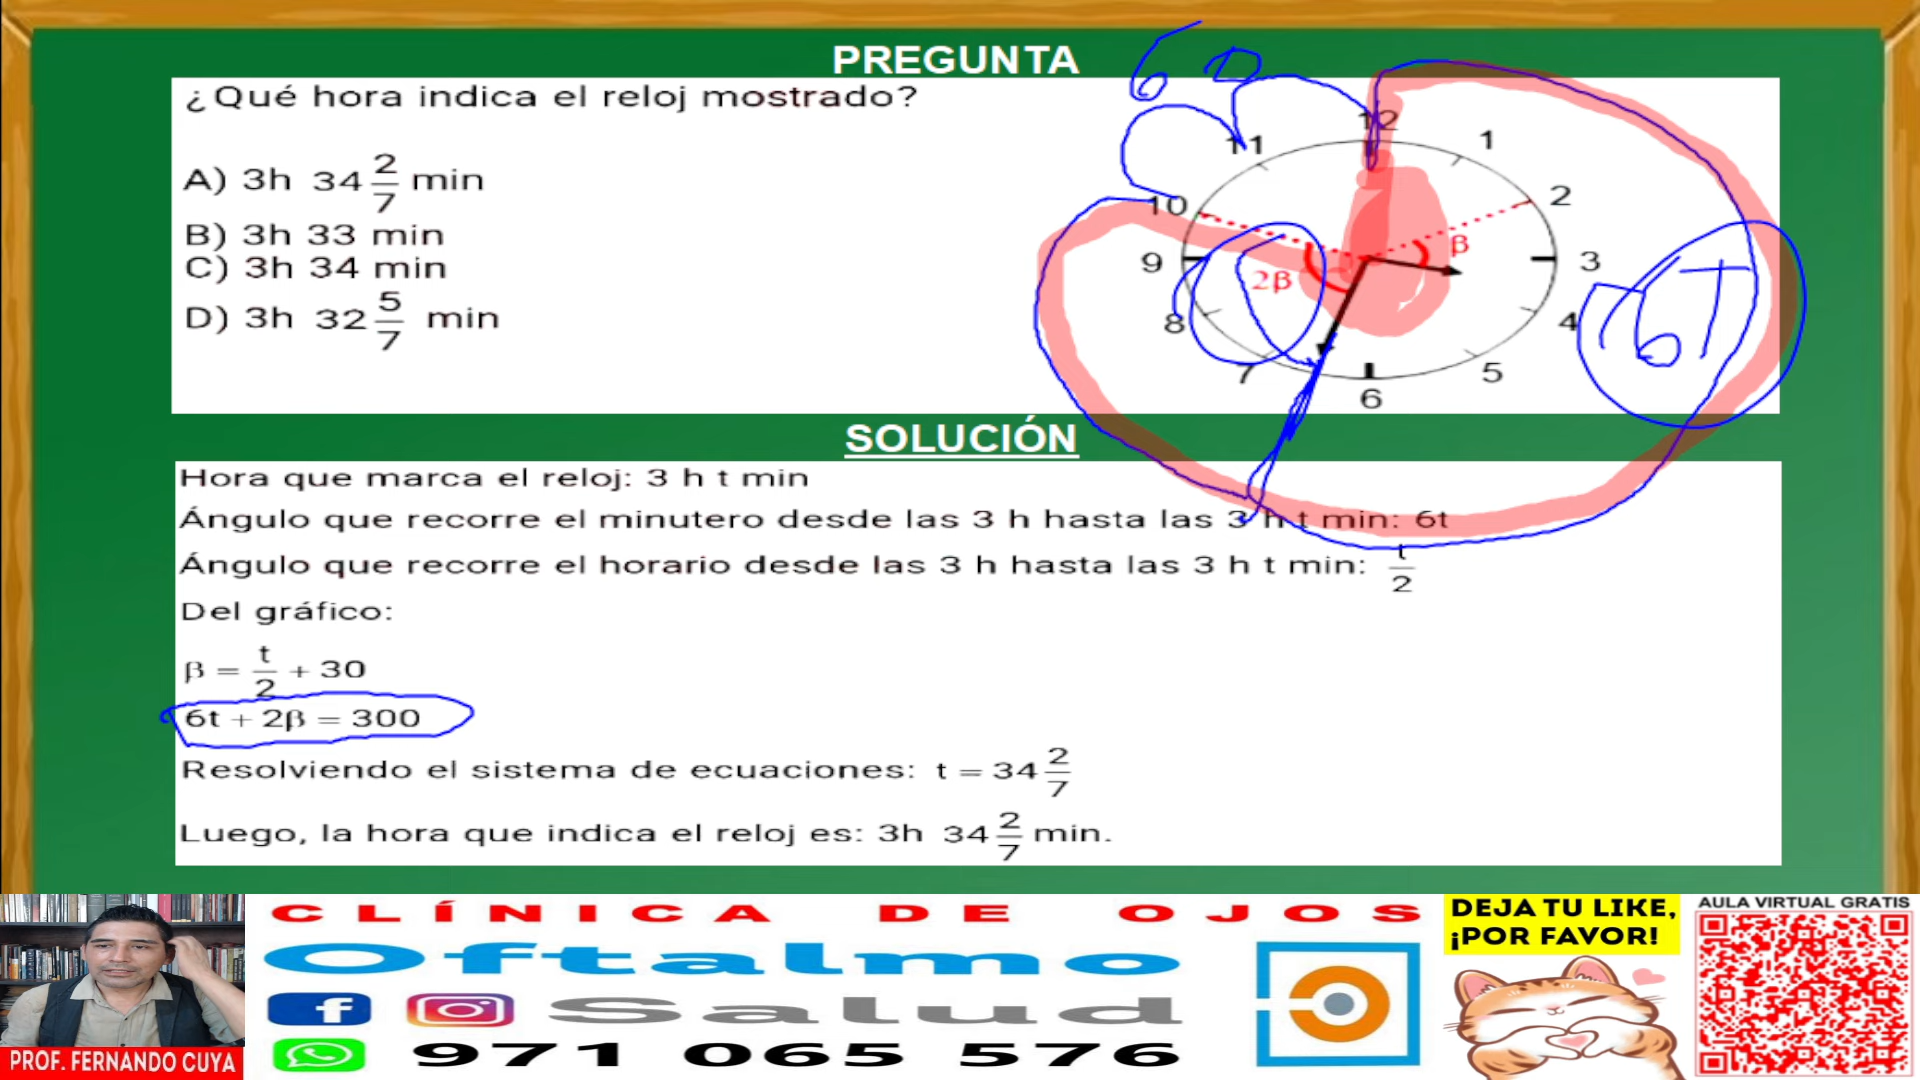 PREGUNTA
¿Qué hora indica el reloj mostrado?
A) 3h 34 2/7 min
B) 3h 33 min
C) 3h 34 min
D) 3h 32 5/7 min
60
12
11
1
10
2
9
β
3
2β
8
4
6T
7
5
6
SOLUCIÓN
Hora que marca el reloj: 3 h t min
Ángulo que recorre el minutero desde las 3 h hasta las 3 h t min: 6t
Ángulo que recorre el horario desde las 3 h hasta las 3 h t min: t/2
Del gráfico:
β = t/2 + 30
6t + 2β = 300
Resolviendo el sistema de ecuaciones: t = 34 2/7
Luego, la hora que indica el reloj es: 3h 34 2/7 min.
PROF. FERNANDO CUYA
CLÍNICA DE OJOS
Oftalmo
Salud
971 065 576
DEJA TU LIKE,
¡POR FAVOR!
AULA VIRTUAL GRATIS